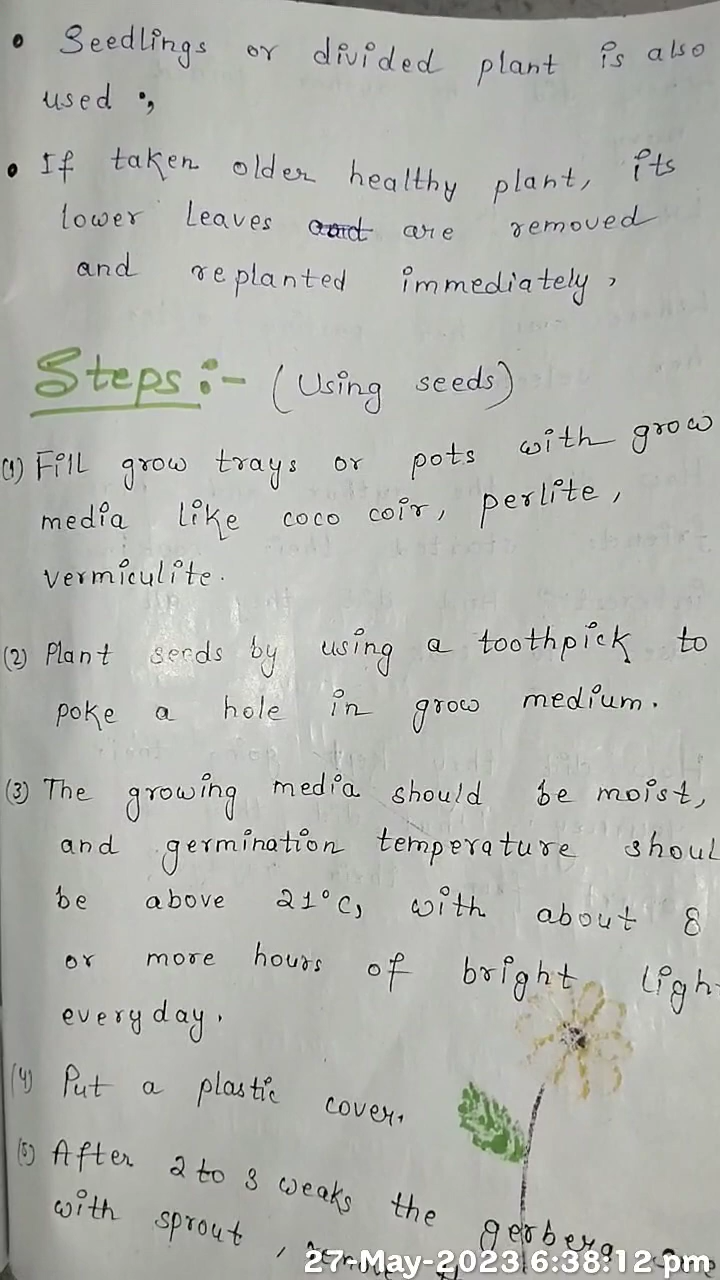 • Seedlings or divided plant is also
used ;
• If taken older healthy plant, its
lower leaves are removed
and replanted immediately,
Steps :- (Using seeds)
(1) Fill grow trays or pots with grow
media like coco coir, perlite,
vermiculite.
(2) Plant seeds by using a toothpick to
poke a hole in grow medium.
(3) The growing media should be moist,
and germination temperature shoul
be above 21°C, with about 8
or more hours of bright ligh
everyday.
(4) Put a plastic cover.
(5) After 2 to 3 weaks the gerbera
with sprout,
27-May-2023 6:38:12 pm